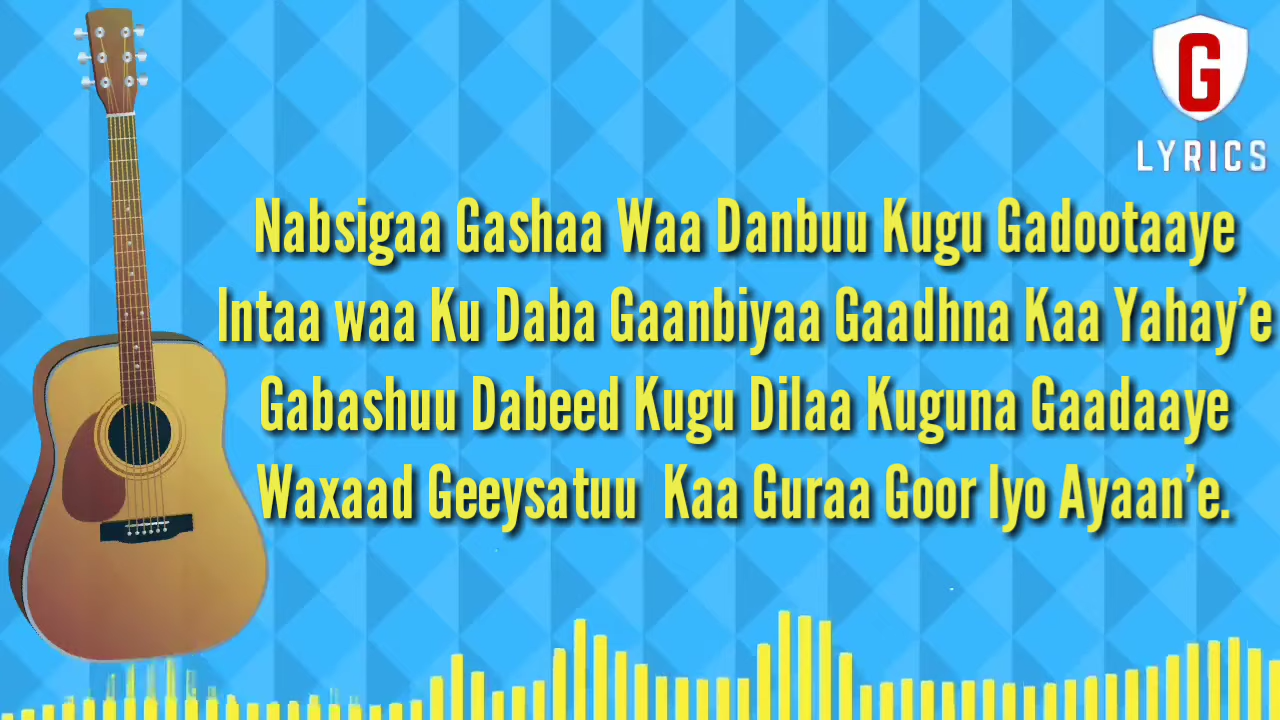 G
LYRICS
Nabsigaa Gashaa Waa Danbuu Kugu Gadootaaye
Intaa waa Ku Daba Gaanbiyaa Gaadhna Kaa Yahay'e
Gabashuu Dabeed Kugu Dilaa Kuguna Gaadaaye
Waxaad Geeysatuu Kaa Guraa Goor Iyo Ayaan'e.